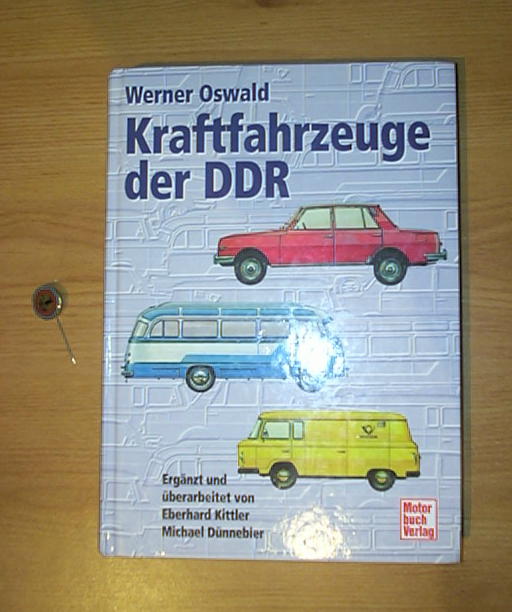 Werner Oswald
Kraftfahrzeuge
der DDR
Ergänzt und
überarbeitet von
Eberhard Kittler
Michael Dünnebier
Motor
buch
Verlag